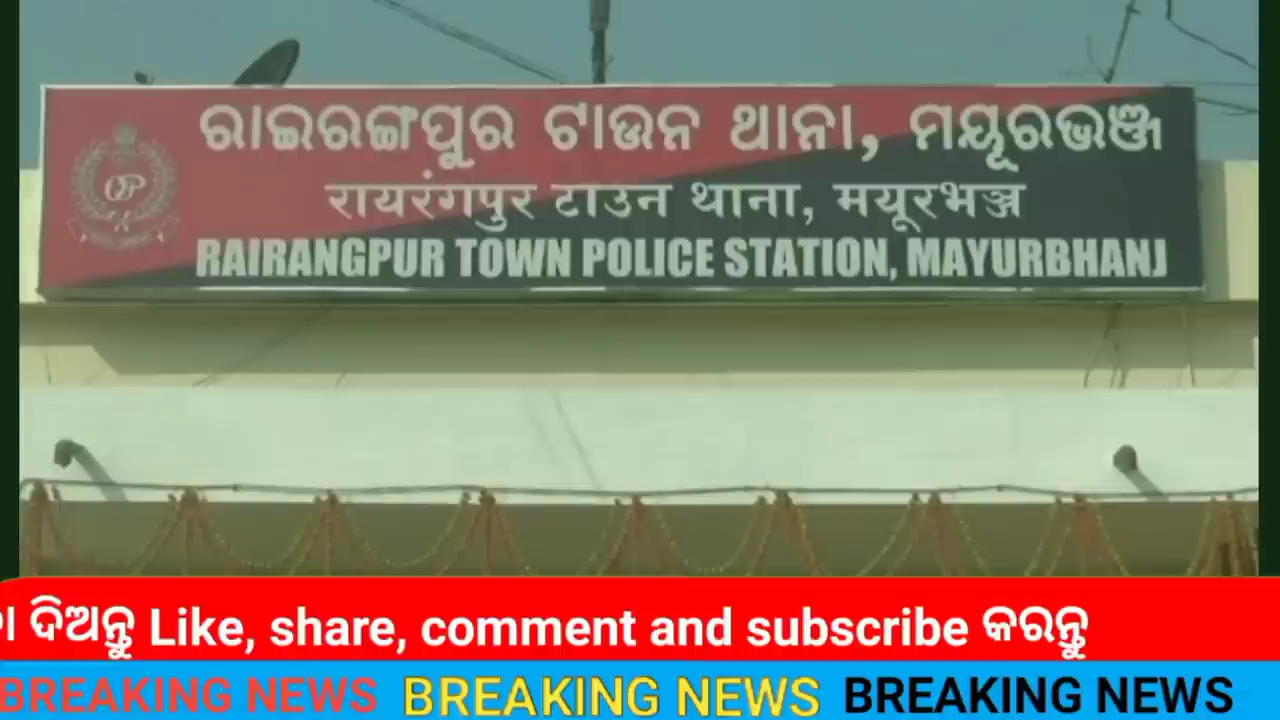 ରାଇରଙ୍ଗପୁର ଟାଉନ ଥାନା, ମୟୂରଭଞ୍ଜ
रायरंगपुर टाउन थाना, मयूरभञ्ज
RAIRANGPUR TOWN POLICE STATION, MAYURBHANJ
ଦିଅନ୍ତୁ Like, share, comment and subscribe କରନ୍ତୁ
BREAKING NEWS BREAKING NEWS BREAKING NEWS